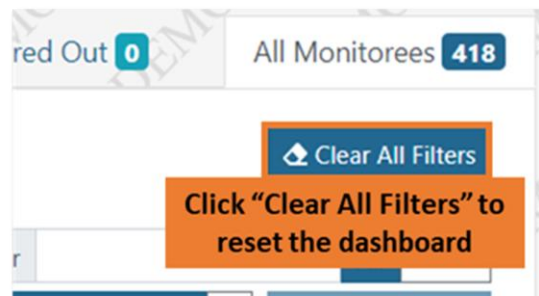 red Out 0
All Monitorees 418
Clear All Filters
Click “Clear All Filters” to
reset the dashboard
r